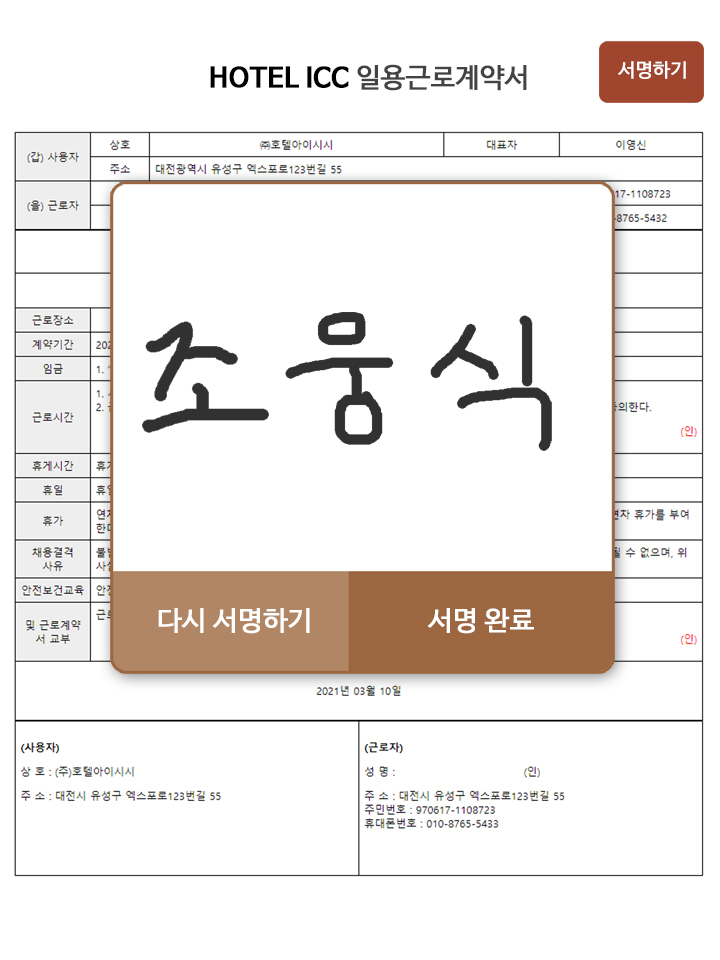 HOTEL ICC 일용근로계약서
서명하기
(갑) 사용자 상호 ㈜호텔아이시시 대표자 이영신
주소 대전광역시 유성구 엑스포로123번길 55
(을) 근로자 17-1108723
-8765-5432
조웅식
근로장소
계약기간 202
임금 1.
근로시간 1.
2. 의한다.
(인)
휴게시간
휴일
휴가 연자 휴가를 부여
한
채용결격 될 수 없으며, 위
사유
안전보건교육
및 근로계약
서 교부
(인)
다시 서명하기 서명 완료
2021년 03월 10일
(사용자)
상 호 : (주)호텔아이시시
주 소 : 대전시 유성구 엑스포로123번길 55
(근로자)
성 명 : (인)
주 소 : 대전시 유성구 엑스포로123번길 55
주민번호 : 970617-1108723
휴대폰번호 : 010-8765-5433